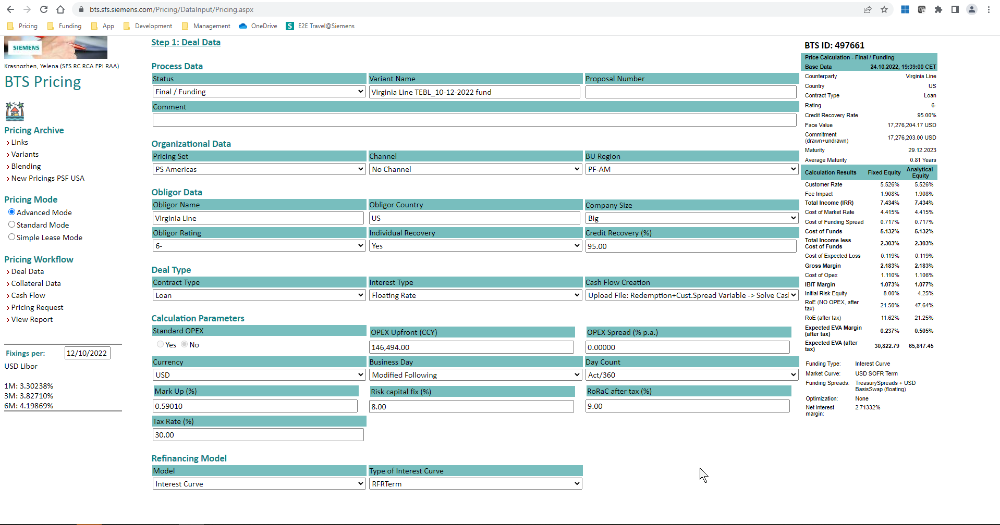 bts.sfs.siemens.com/Pricing/DataInput/Pricing.aspx
Pricing Funding App Development Management OneDrive S E2E Travel@Siemens
SIEMENS
Krasnozhen, Yelena (SFS RC RCA FPI RAA)
BTS Pricing
Pricing Archive
Links
Variants
Blending
New Pricings PSF USA
Pricing Mode
Advanced Mode
Standard Mode
Simple Lease Mode
Pricing Workflow
Deal Data
Collateral Data
Cash Flow
Pricing Request
View Report
Fixings per: 12/10/2022
USD Libor
1M: 3.30238%
3M: 3.82710%
6M: 4.19869%
Step 1: Deal Data
Process Data
Status Variant Name Proposal Number
Final / Funding Virginia Line TEBL_10-12-2022 fund
Comment
Organizational Data
Pricing Set Channel BU Region
PS Americas No Channel PF-AM
Obligor Data
Obligor Name Obligor Country Company Size
Virginia Line US Big
Obligor Rating Individual Recovery Credit Recovery (%)
6- Yes 95.00
Deal Type
Contract Type Interest Type Cash Flow Creation
Loan Floating Rate Upload File: Redemption+Cust.Spread Variable -> Solve Cas
Calculation Parameters
Standard OPEX OPEX Upfront (CCY) OPEX Spread (% p.a.)
Yes No 146,494.00 0.00000
Currency Business Day Day Count
USD Modified Following Act/360
Mark Up (%) Risk capital fix (%) RoRaC after tax (%)
0.59010 8.00 9.00
Tax Rate (%)
30.00
Refinancing Model
Model Type of Interest Curve
Interest Curve RFRTerm
BTS ID: 497661
Price Calculation - Final / Funding
Base Data 24.10.2022, 19:39:00 CET
Counterparty Virginia Line
Country US
Contract Type Loan
Rating 6-
Credit Recovery Rate 95.00%
Face Value 17,276,204.17 USD
Commitment
(drawn+undrawn) 17,276,203.00 USD
Maturity 29.12.2023
Average Maturity 0.81 Years
Calculation Results Fixed Equity Analytical
Equity
Customer Rate 5.526% 5.526%
Fee Impact 1.908% 1.908%
Total Income (IRR) 7.434% 7.434%
Cost of Market Rate 4.415% 4.415%
Cost of Funding Spread 0.717% 0.717%
Cost of Funds 5.132% 5.132%
Total Income less
Cost of Funds 2.303% 2.303%
Cost of Expected Loss 0.119% 0.119%
Gross Margin 2.183% 2.183%
Cost of Opex 1.110% 1.106%
IBIT Margin 1.073% 1.077%
Initial Risk Equity 8.00% 4.25%
RoE (NO OPEX, after
tax) 21.50% 47.64%
RoE (after tax) 11.62% 21.25%
Expected EVA Margin
(after tax) 0.237% 0.505%
Expected EVA (after
tax) 30,822.79 65,817.45
Funding Type: Interest Curve
Market Curve: USD SOFR Term
Funding Spreads: TreasurySpreads + USD
BasisSwap (floating)
Optimization: None
Net interest
margin: 2.71332%